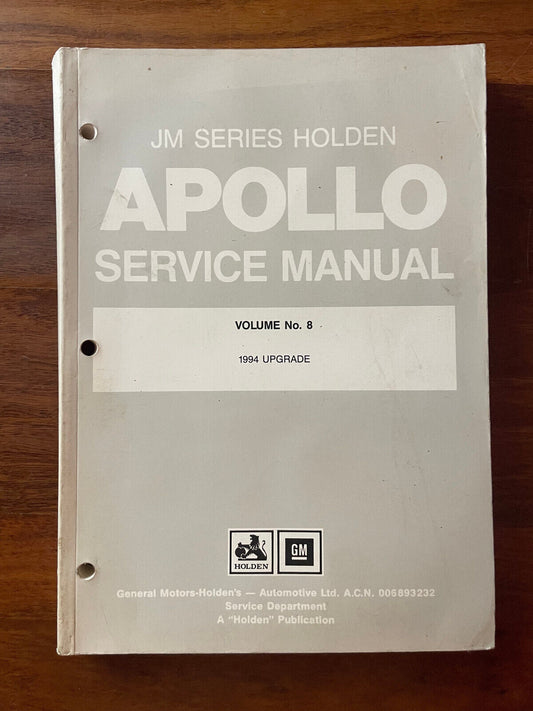 JM SERIES HOLDEN
APOLLO
SERVICE MANUAL
VOLUME No. 8
1994 UPGRADE
HOLDEN
GM
General Motors-Holden's — Automotive Ltd. A.C.N. 006893232
Service Department
A "Holden" Publication